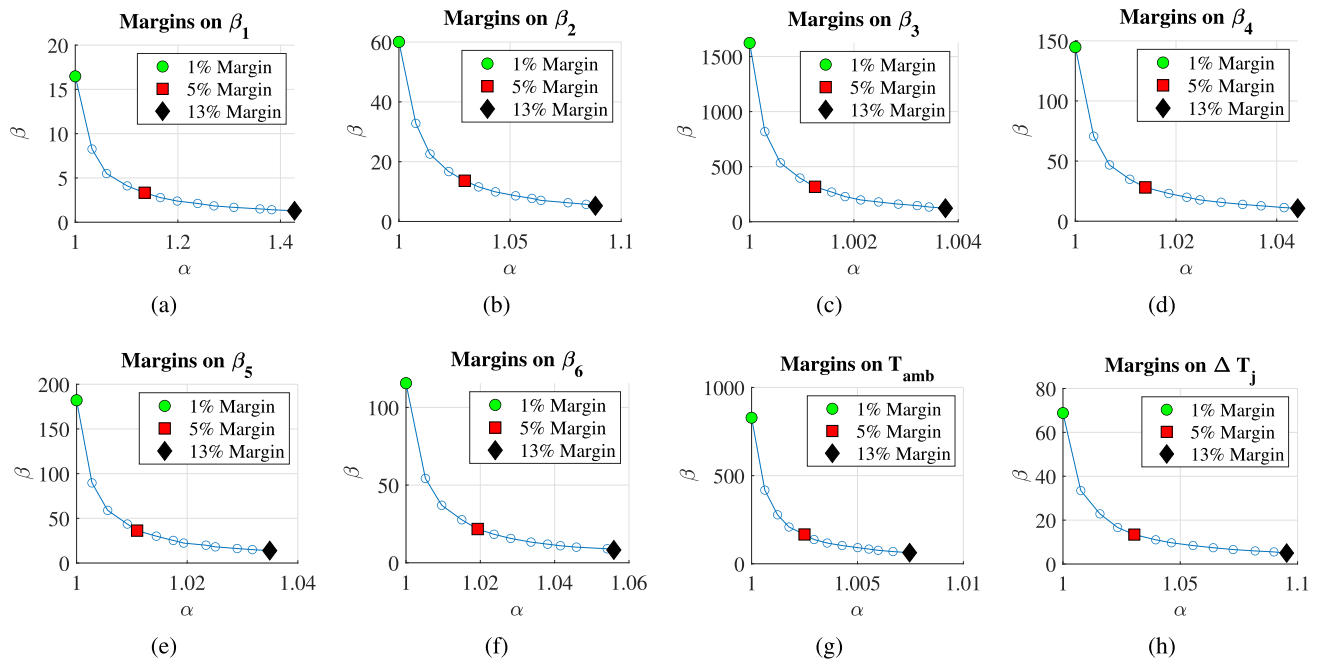 Margins on β1
20
15
10
5
0
β
1% Margin
5% Margin
13% Margin
1 1.2 1.4
α
(a)
Margins on β2
60
40
20
0
β
1% Margin
5% Margin
13% Margin
1 1.05 1.1
α
(b)
Margins on β3
1500
1000
500
0
β
1% Margin
5% Margin
13% Margin
1 1.002 1.004
α
(c)
Margins on β4
150
100
50
0
β
1% Margin
5% Margin
13% Margin
1 1.02 1.04
α
(d)
Margins on β5
200
150
100
50
0
β
1% Margin
5% Margin
13% Margin
1 1.02 1.04
α
(e)
Margins on β6
100
50
0
β
1% Margin
5% Margin
13% Margin
1 1.02 1.04 1.06
α
(f)
Margins on Tamb
1000
500
0
β
1% Margin
5% Margin
13% Margin
1 1.005 1.01
α
(g)
Margins on Δ Tj
80
60
40
20
0
β
1% Margin
5% Margin
13% Margin
1 1.05 1.1
α
(h)